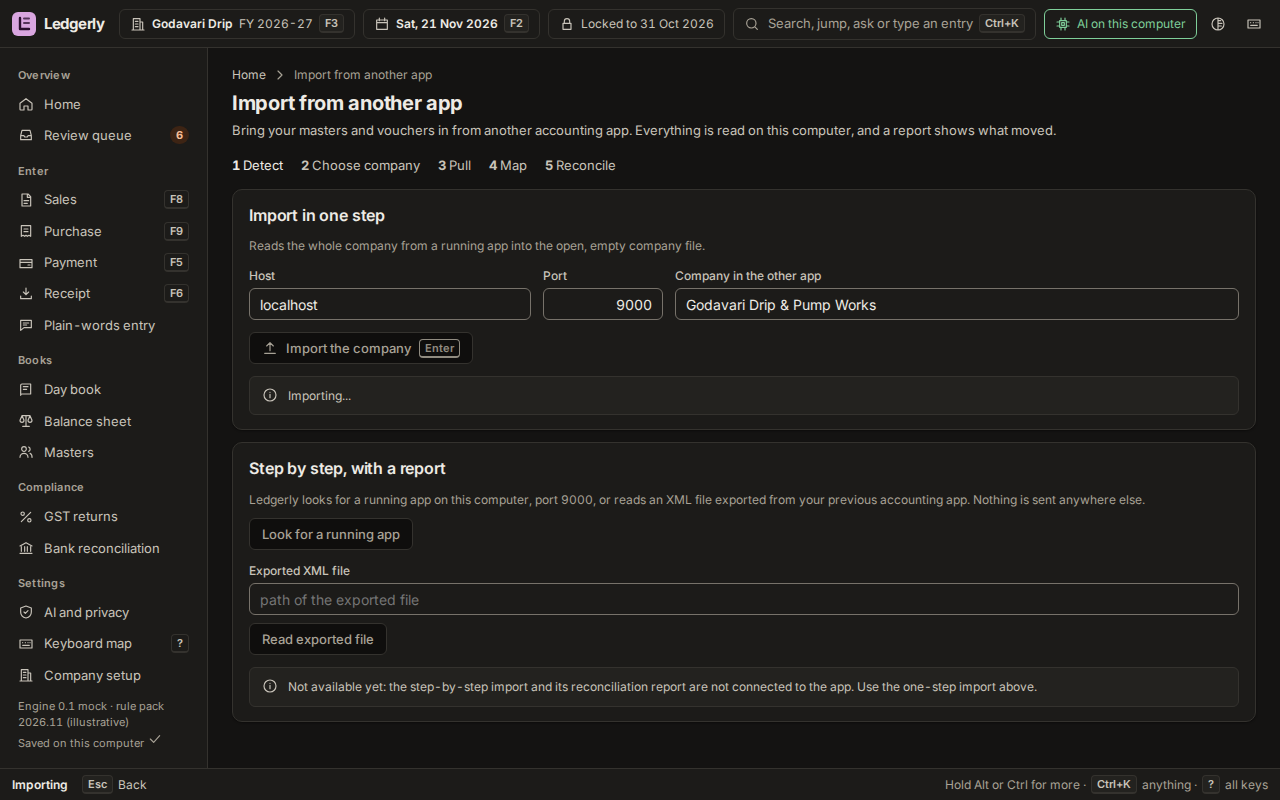 Ledgerly
Godavari Drip FY 2026-27 F3
Sat, 21 Nov 2026 F2
Locked to 31 Oct 2026
Search, jump, ask or type an entry Ctrl+K
AI on this computer
Overview
Home
Review queue 6
Enter
Sales F8
Purchase F9
Payment F5
Receipt F6
Plain-words entry
Books
Day book
Balance sheet
Masters
Compliance
GST returns
Bank reconciliation
Settings
AI and privacy
Keyboard map ?
Company setup
Engine 0.1 mock · rule pack
2026.11 (illustrative)
Saved on this computer
Home > Import from another app
Import from another app
Bring your masters and vouchers in from another accounting app. Everything is read on this computer, and a report shows what moved.
1 Detect 2 Choose company 3 Pull 4 Map 5 Reconcile
Import in one step
Reads the whole company from a running app into the open, empty company file.
Host Port Company in the other app
localhost 9000 Godavari Drip & Pump Works
Import the company Enter
Importing...
Step by step, with a report
Ledgerly looks for a running app on this computer, port 9000, or reads an XML file exported from your previous accounting app. Nothing is sent anywhere else.
Look for a running app
Exported XML file
path of the exported file
Read exported file
Not available yet: the step-by-step import and its reconciliation report are not connected to the app. Use the one-step import above.
Importing Esc Back
Hold Alt or Ctrl for more · Ctrl+K anything · ? all keys